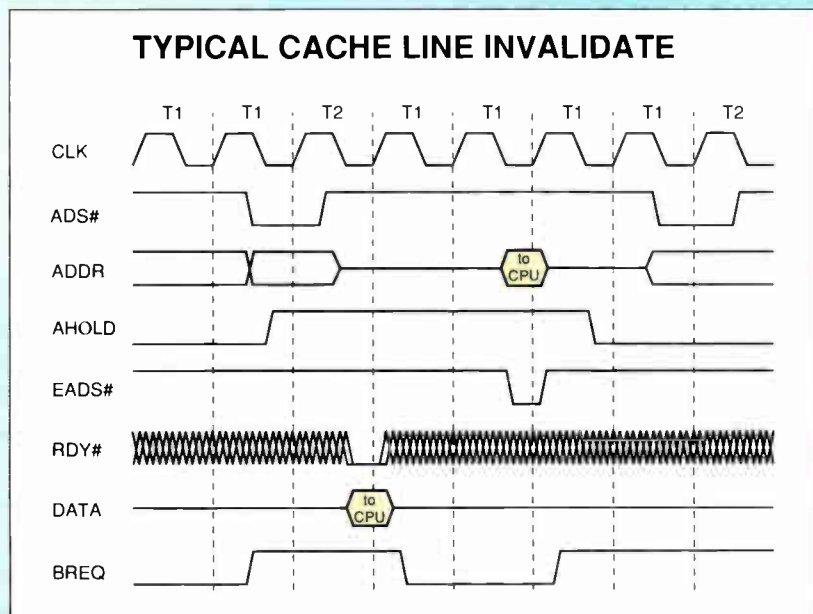 TYPICAL CACHE LINE INVALIDATE
T1 T1 T2 T1 T1 T1 T1 T2
CLK
ADS#
ADDR
to
CPU
AHOLD
EADS#
RDY#
DATA
to
CPU
BREQ